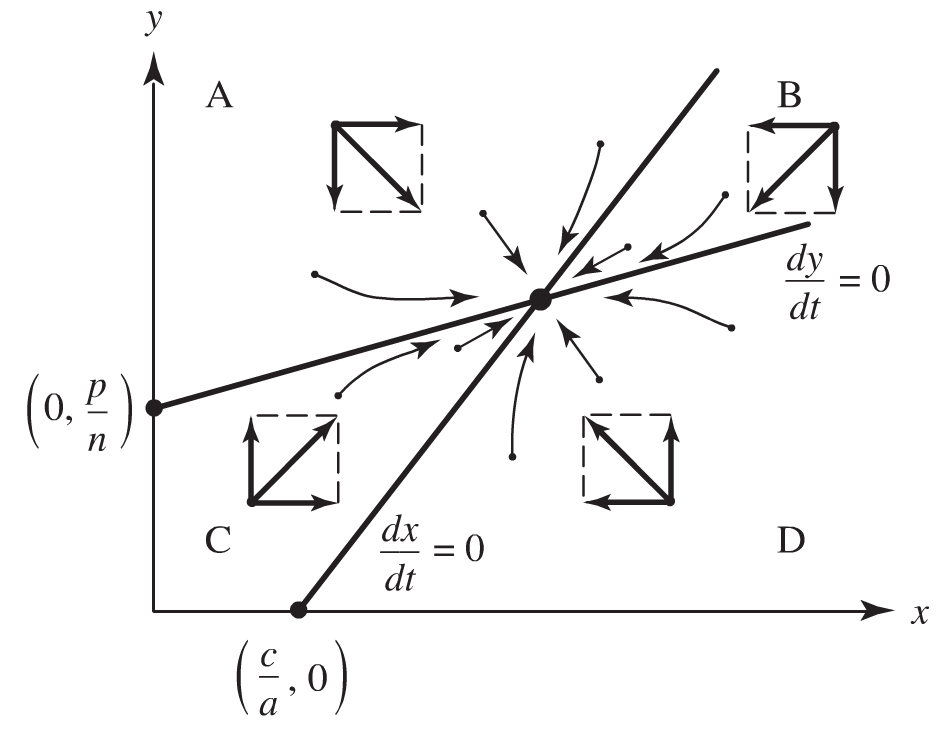 y
A
B
dy/dt = 0
(0, p/n)
C
dx/dt = 0
D
x
(c/a, 0)